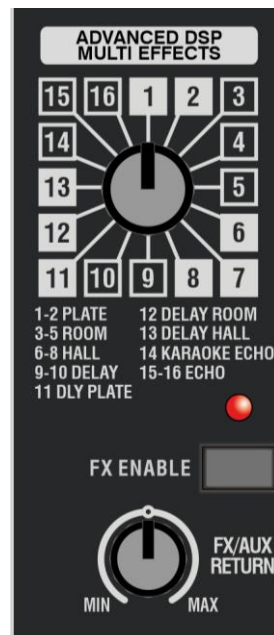 ADVANCED DSP
MULTI EFFECTS
15 16 1 2 3
14 4
13 5
12 6
11 10 9 8 7
1-2 PLATE 12 DELAY ROOM
3-5 ROOM 13 DELAY HALL
6-8 HALL 14 KARAOKE ECHO
9-10 DELAY 15-16 ECHO
11 DLY PLATE
FX ENABLE
FX/AUX
RETURN
MIN MAX